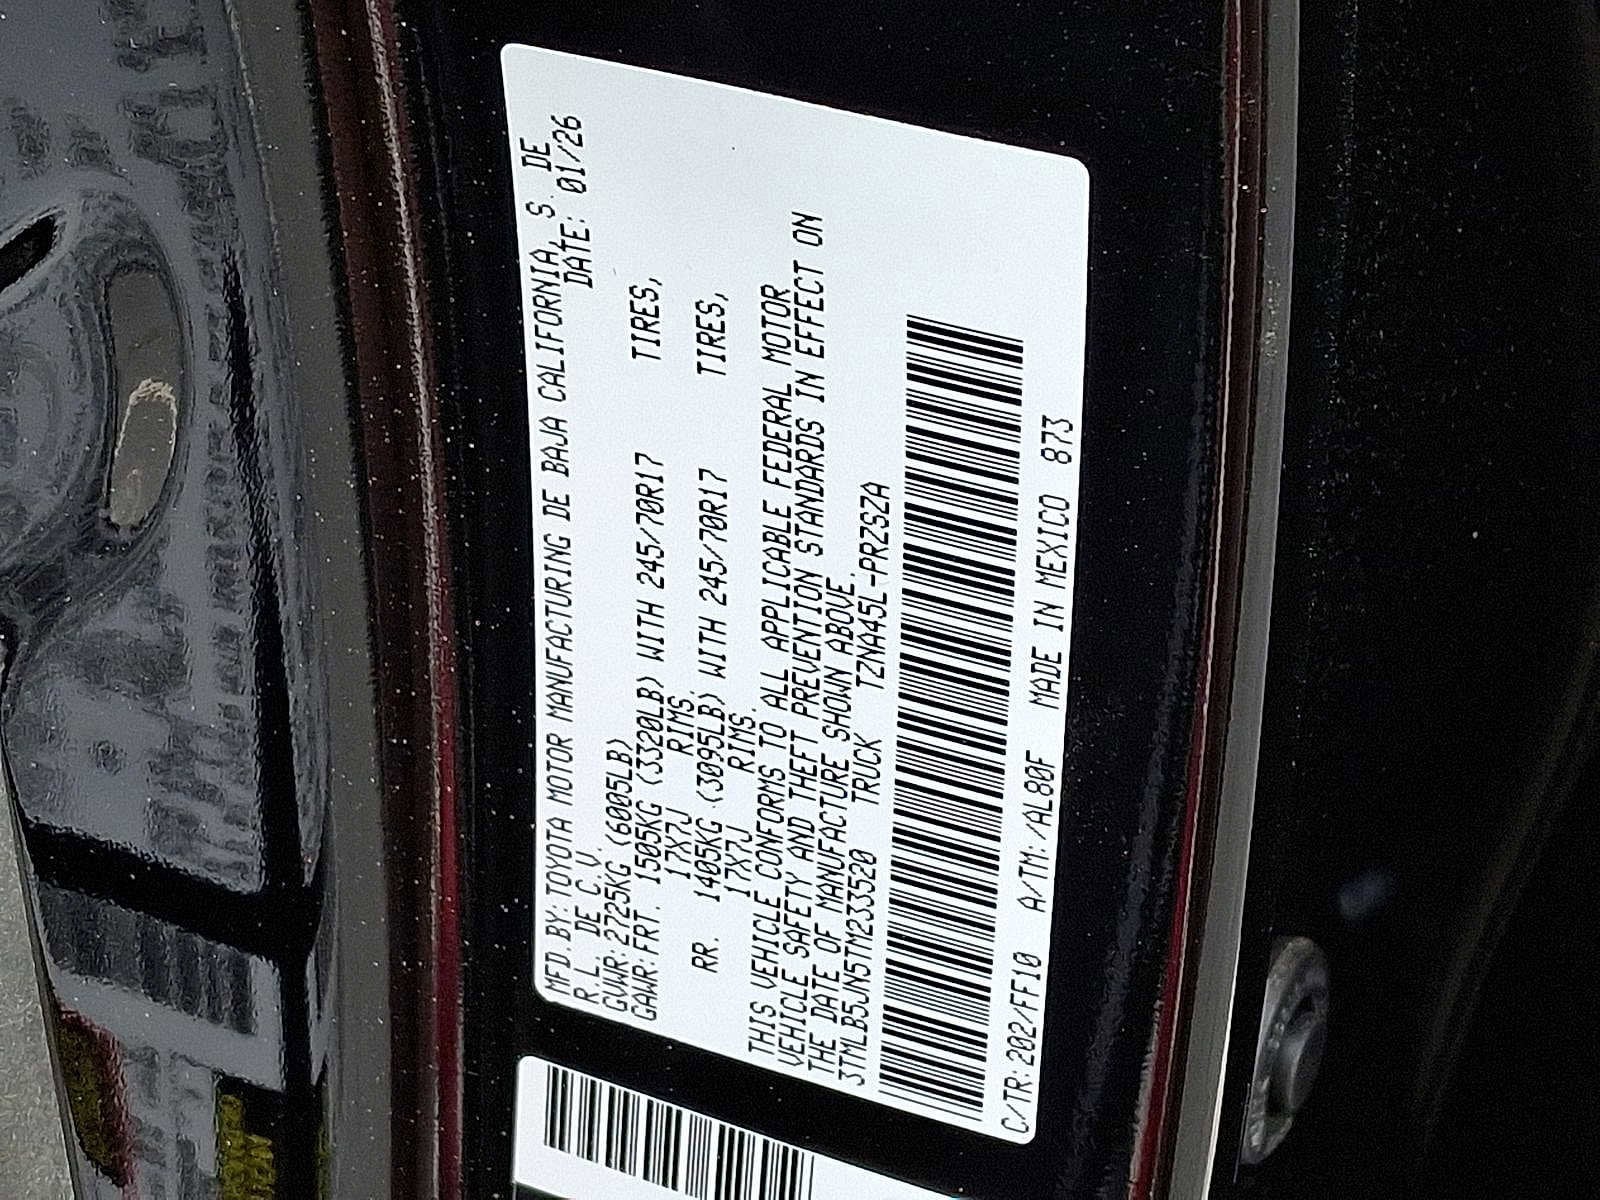 MFD. BY: TOYOTA MOTOR MANUFACTURING DE BAJA CALIFORNIA, S. DE
R.L. DE C.V. DATE: 01/26
GVWR: 2725KG (6005LB)
GAWR: FRT. 1505KG (3320LB) WITH 245/70R17 TIRES,
17X7J RIMS.
RR. 1405KG (3095LB) WITH 245/70R17 TIRES,
17X7J RIMS.
THIS VEHICLE CONFORMS TO ALL APPLICABLE FEDERAL MOTOR
VEHICLE SAFETY AND THEFT PREVENTION STANDARDS IN EFFECT ON
THE DATE OF MANUFACTURE SHOWN ABOVE.
3TMLB5JN5TM233520 TRUCK TZNA45L-PRZSZA
C/TR: 202/FF10 A/TM: /AL80F MADE IN MEXICO 873